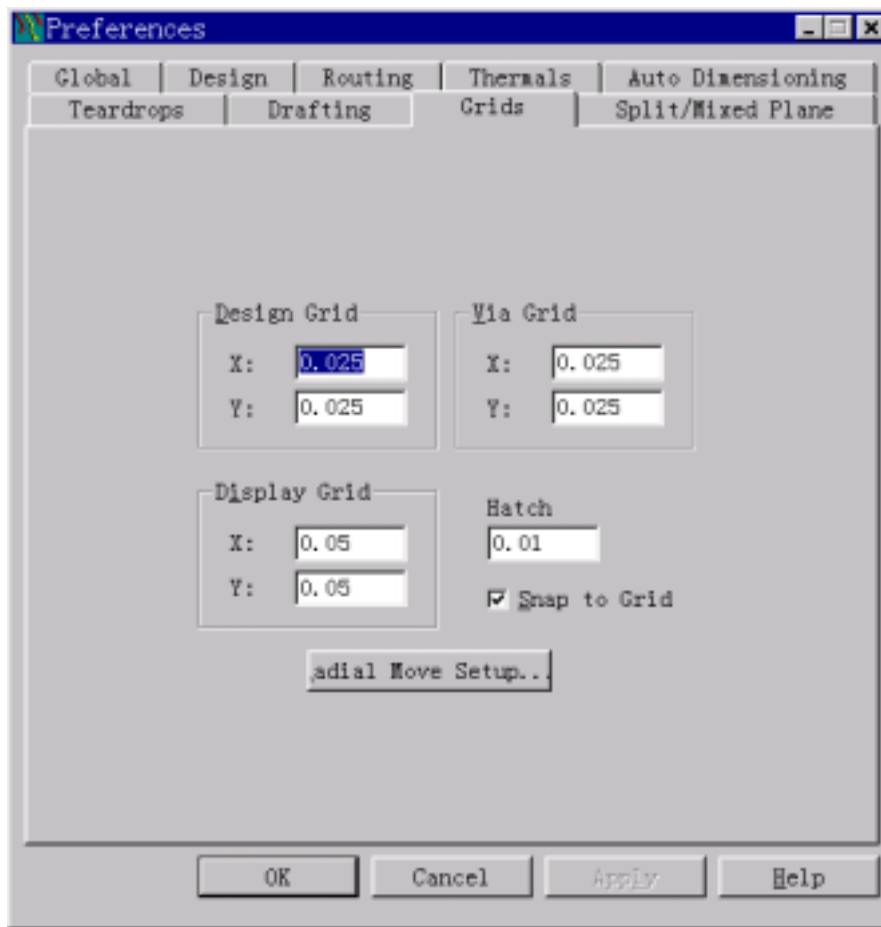 Preferences
Global Design Routing Thermals Auto Dimensioning
Teardrops Drafting Grids Split/Mixed Plane
Design Grid Via Grid
X: 0.025 X: 0.025
Y: 0.025 Y: 0.025
Display Grid
Hatch
X: 0.05 0.01
Y: 0.05 Snap to Grid
adial Move Setup...
OK Cancel Apply Help